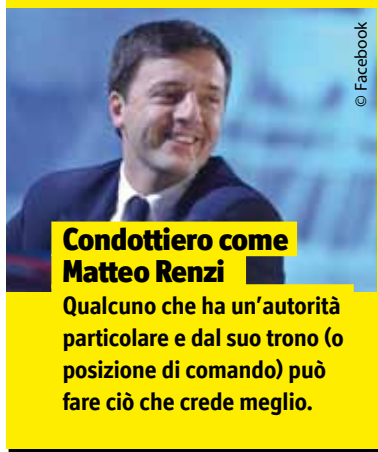 © Facebook
Condottiero come
Matteo Renzi
Qualcuno che ha un'autorità
particolare e dal suo trono (o
posizione di comando) può
fare ciò che crede meglio.